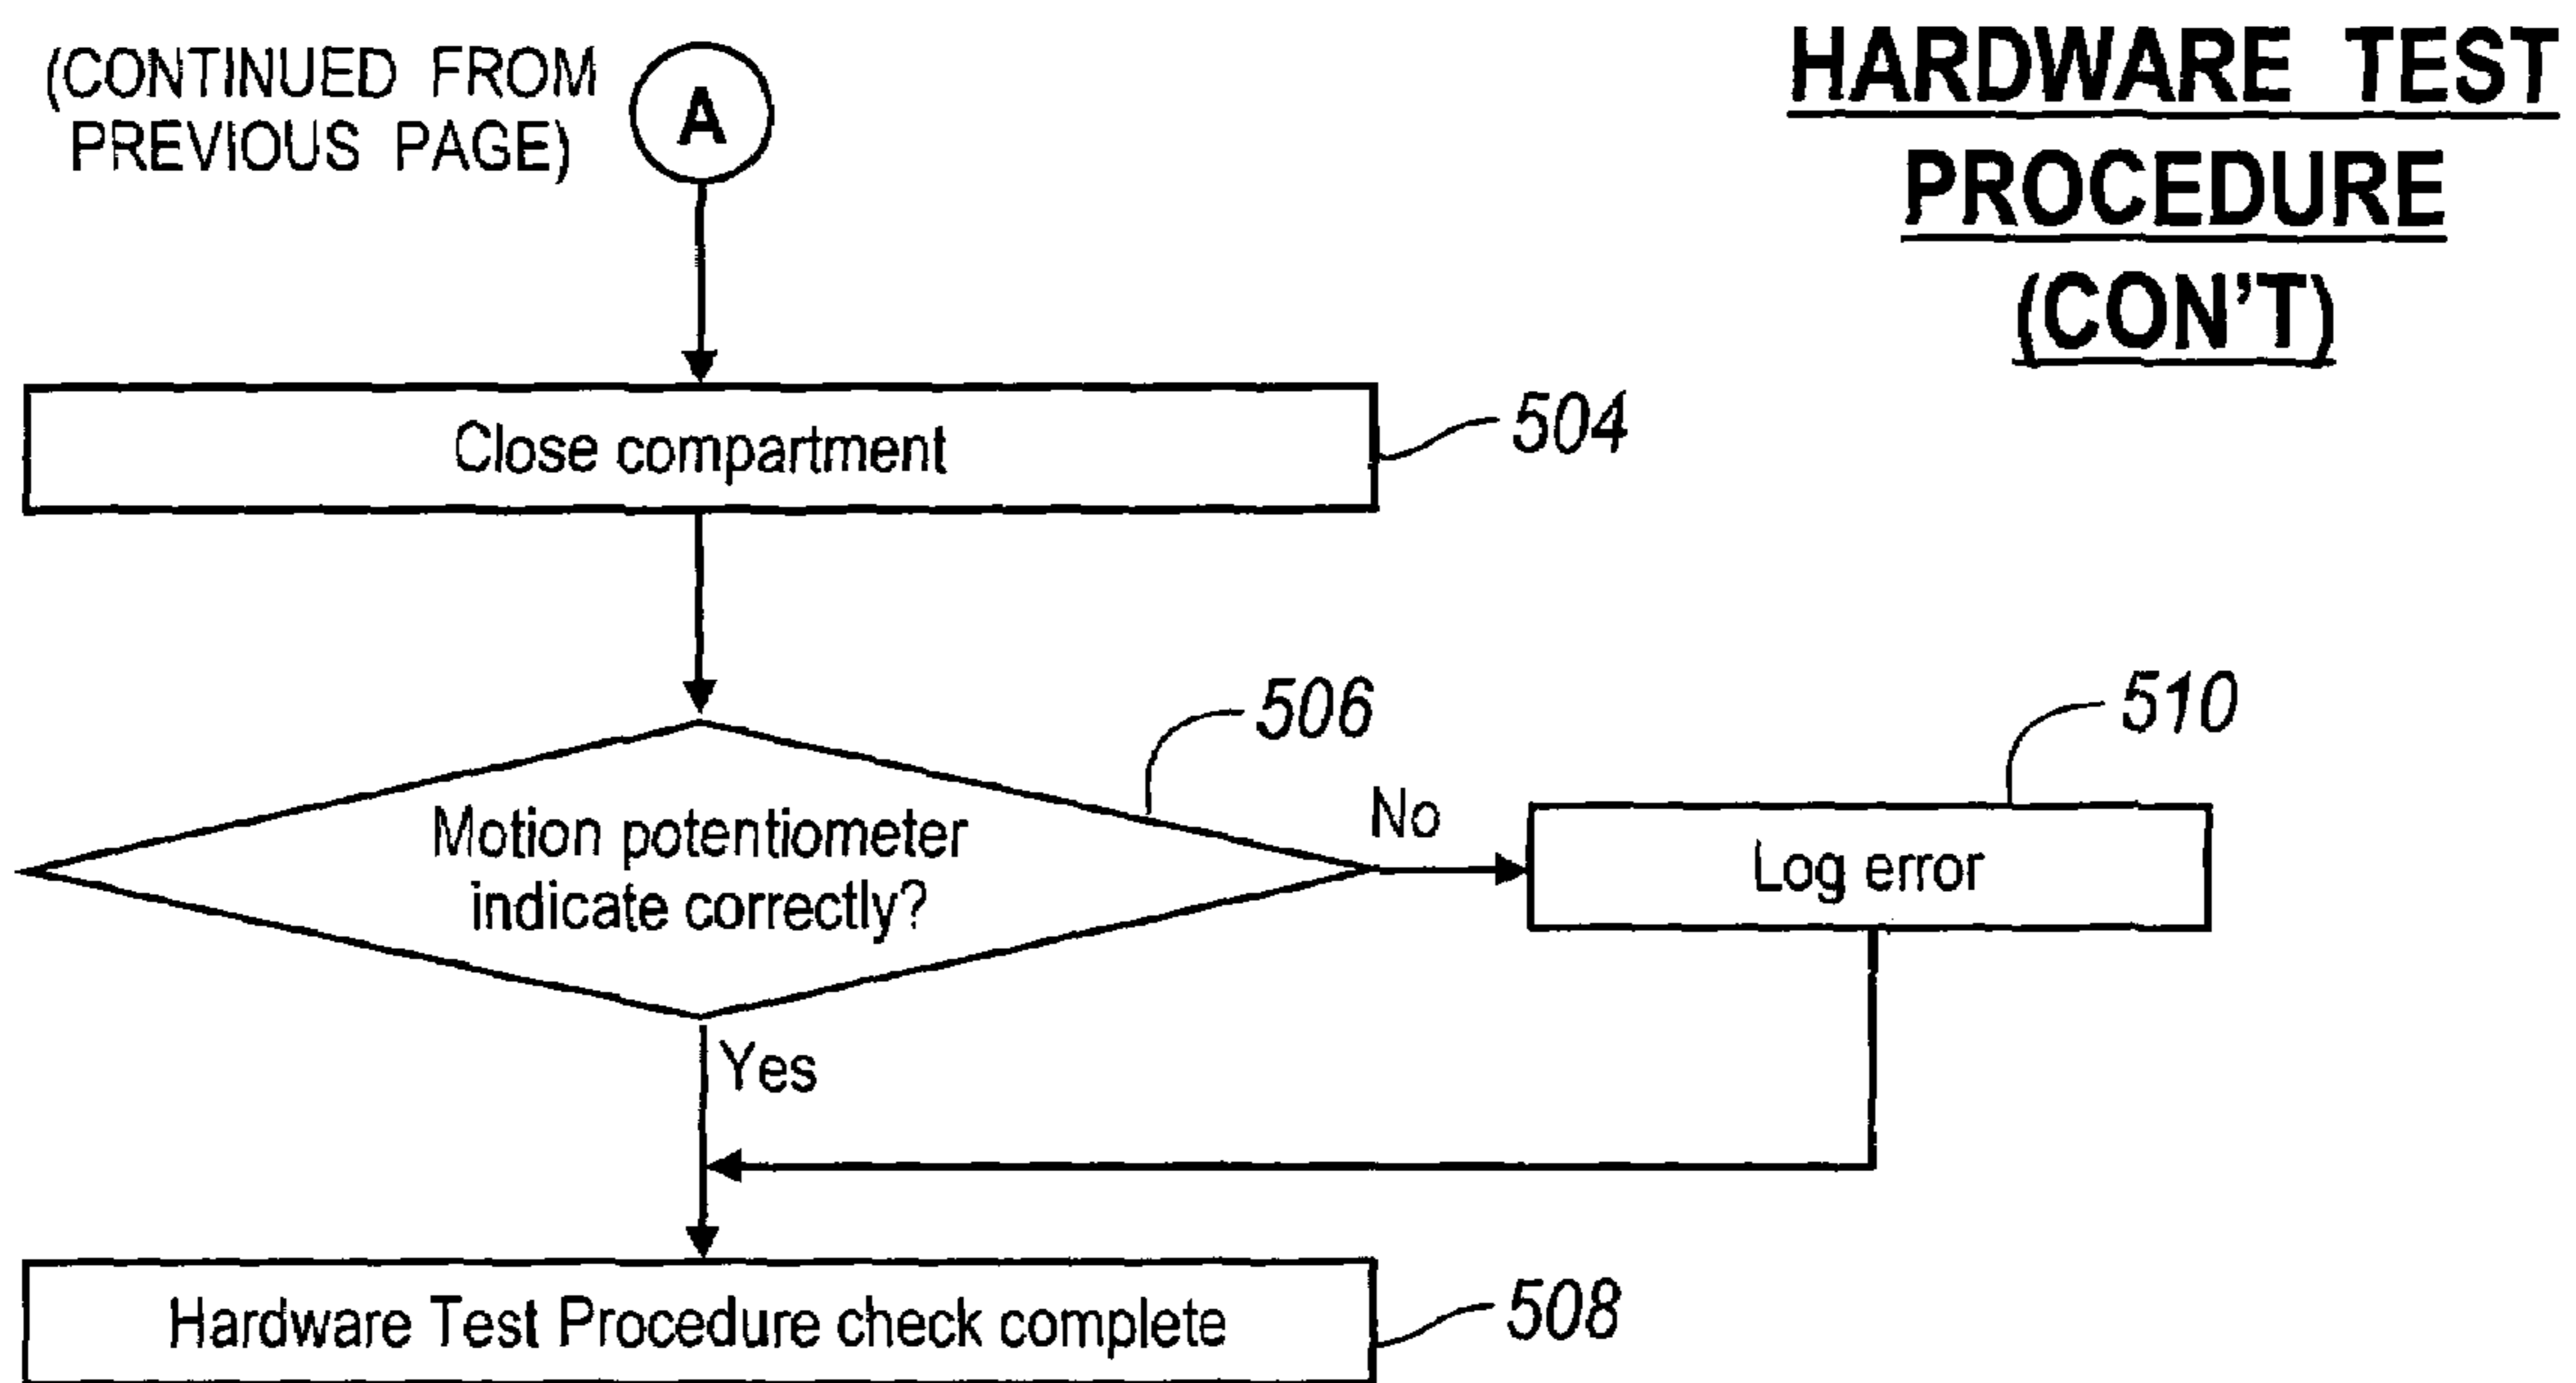 (CONTINUED FROM
PREVIOUS PAGE)
A
HARDWARE TEST
PROCEDURE
(CON'T)
Close compartment
504
Motion potentiometer
indicate correctly?
506
No
Log error
510
Yes
Hardware Test Procedure check complete
508